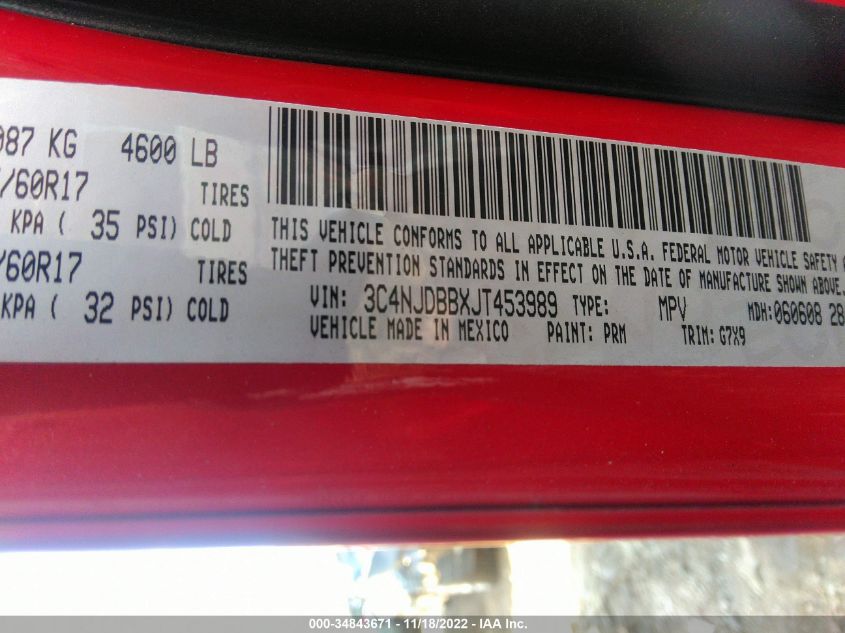 087 KG 4600 LB
/60R17 TIRES
KPA ( 35 PSI) COLD
/60R17 TIRES
KPA ( 32 PSI) COLD
THIS VEHICLE CONFORMS TO ALL APPLICABLE U.S.A. FEDERAL MOTOR VEHICLE SAFETY A
THEFT PREVENTION STANDARDS IN EFFECT ON THE DATE OF MANUFACTURE SHOWN ABOVE.
VIN: 3C4NJDBBXJT453989 TYPE: MPV MDH:060608 28
VEHICLE MADE IN MEXICO PAINT: PRM TRIM: G7X9
000-34843671 - 11/18/2022 - IAA Inc.